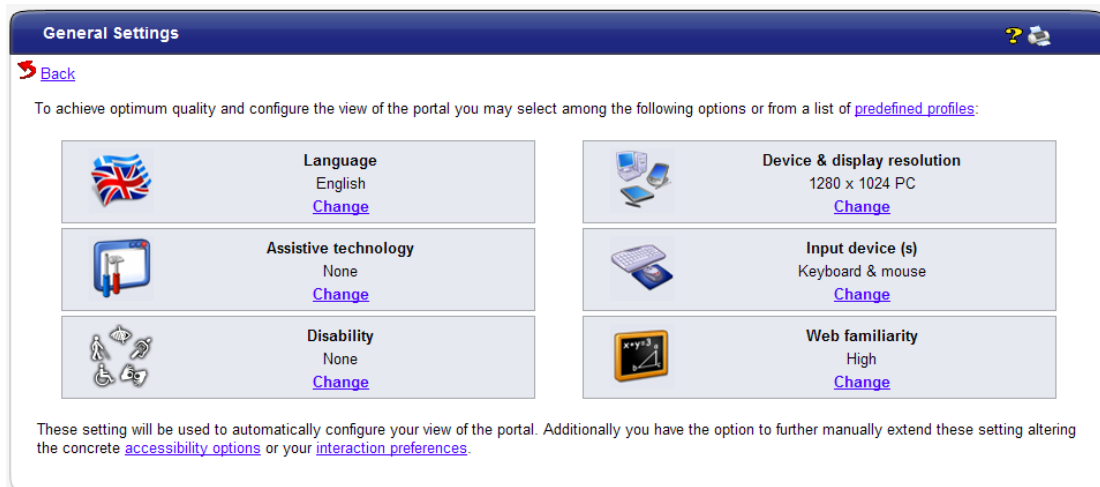 General Settings
?
Back
To achieve optimum quality and configure the view of the portal you may select among the following options or from a list of predefined profiles:
Language
English
Change
Device & display resolution
1280 x 1024 PC
Change
Assistive technology
None
Change
Input device (s)
Keyboard & mouse
Change
Disability
None
Change
x+y=3
a
b
Web familiarity
High
Change
These setting will be used to automatically configure your view of the portal. Additionally you have the option to further manually extend these setting altering
the concrete accessibility options or your interaction preferences.